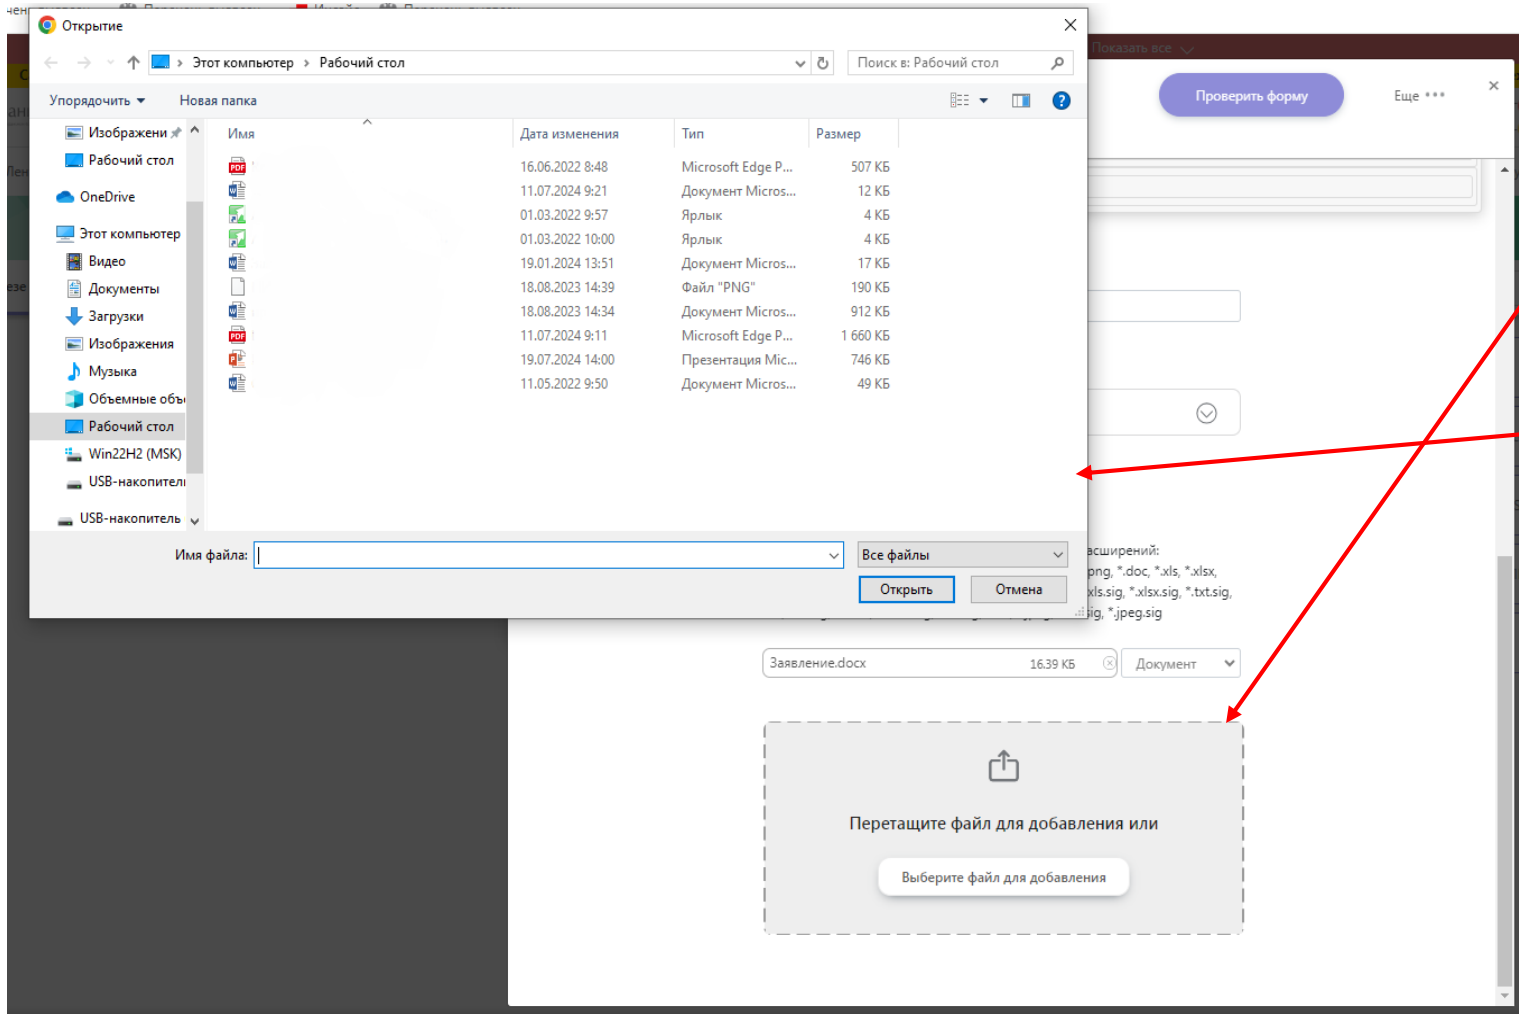 Открытие
Показать все
Этот компьютер › Рабочий стол
Поиск в: Рабочий стол
Проверить форму
Еще
Упорядочить
Новая папка
Имя
Дата изменения
Тип
Размер
Изображени
Рабочий стол
OneDrive
Этот компьютер
Видео
Документы
Загрузки
Изображения
Музыка
Объемные объ
Рабочий стол
Win22H2 (MSK)
USB-накопител
USB-накопитель
16.06.2022 8:48 Microsoft Edge P... 507 КБ
11.07.2024 9:21 Документ Micros... 12 КБ
01.03.2022 9:57 Ярлык 4 КБ
01.03.2022 10:00 Ярлык 4 КБ
19.01.2024 13:51 Документ Micros... 17 КБ
18.08.2023 14:39 Файл "PNG" 190 КБ
18.08.2023 14:34 Документ Micros... 912 КБ
11.07.2024 9:11 Microsoft Edge P... 1 660 КБ
19.07.2024 14:00 Презентация Mic... 746 КБ
11.05.2022 9:50 Документ Micros... 49 КБ
Имя файла:
Все файлы
Открыть
Отмена
асширений:
png, *.doc, *.xls, *.xlsx,
xls.sig, *.xlsx.sig, *.txt.sig,
sig, *.jpeg.sig
Заявление.docx 16.39 КБ
Документ
Перетащите файл для добавления или
Выберите файл для добавления